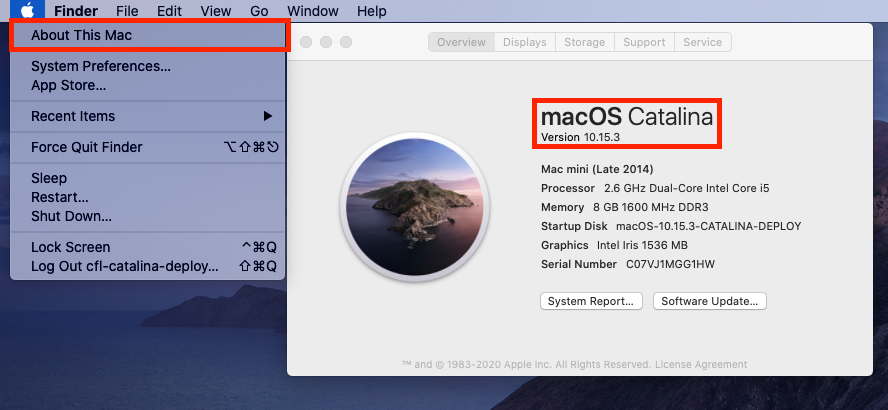 Finder File Edit View Go Window Help
About This Mac
System Preferences...
App Store...
Recent Items
Force Quit Finder ⌥⇧⌘⎋
Sleep
Restart...
Shut Down...
Lock Screen ^⌘Q
Log Out cfl-catalina-deploy... ⇧⌘Q
Overview Displays Storage Support Service
macOS Catalina
Version 10.15.3
Mac mini (Late 2014)
Processor 2.6 GHz Dual-Core Intel Core i5
Memory 8 GB 1600 MHz DDR3
Startup Disk macOS-10.15.3-CATALINA-DEPLOY
Graphics Intel Iris 1536 MB
Serial Number C07VJ1MGG1HW
System Report... Software Update...
™ and © 1983-2020 Apple Inc. All Rights Reserved. License Agreement